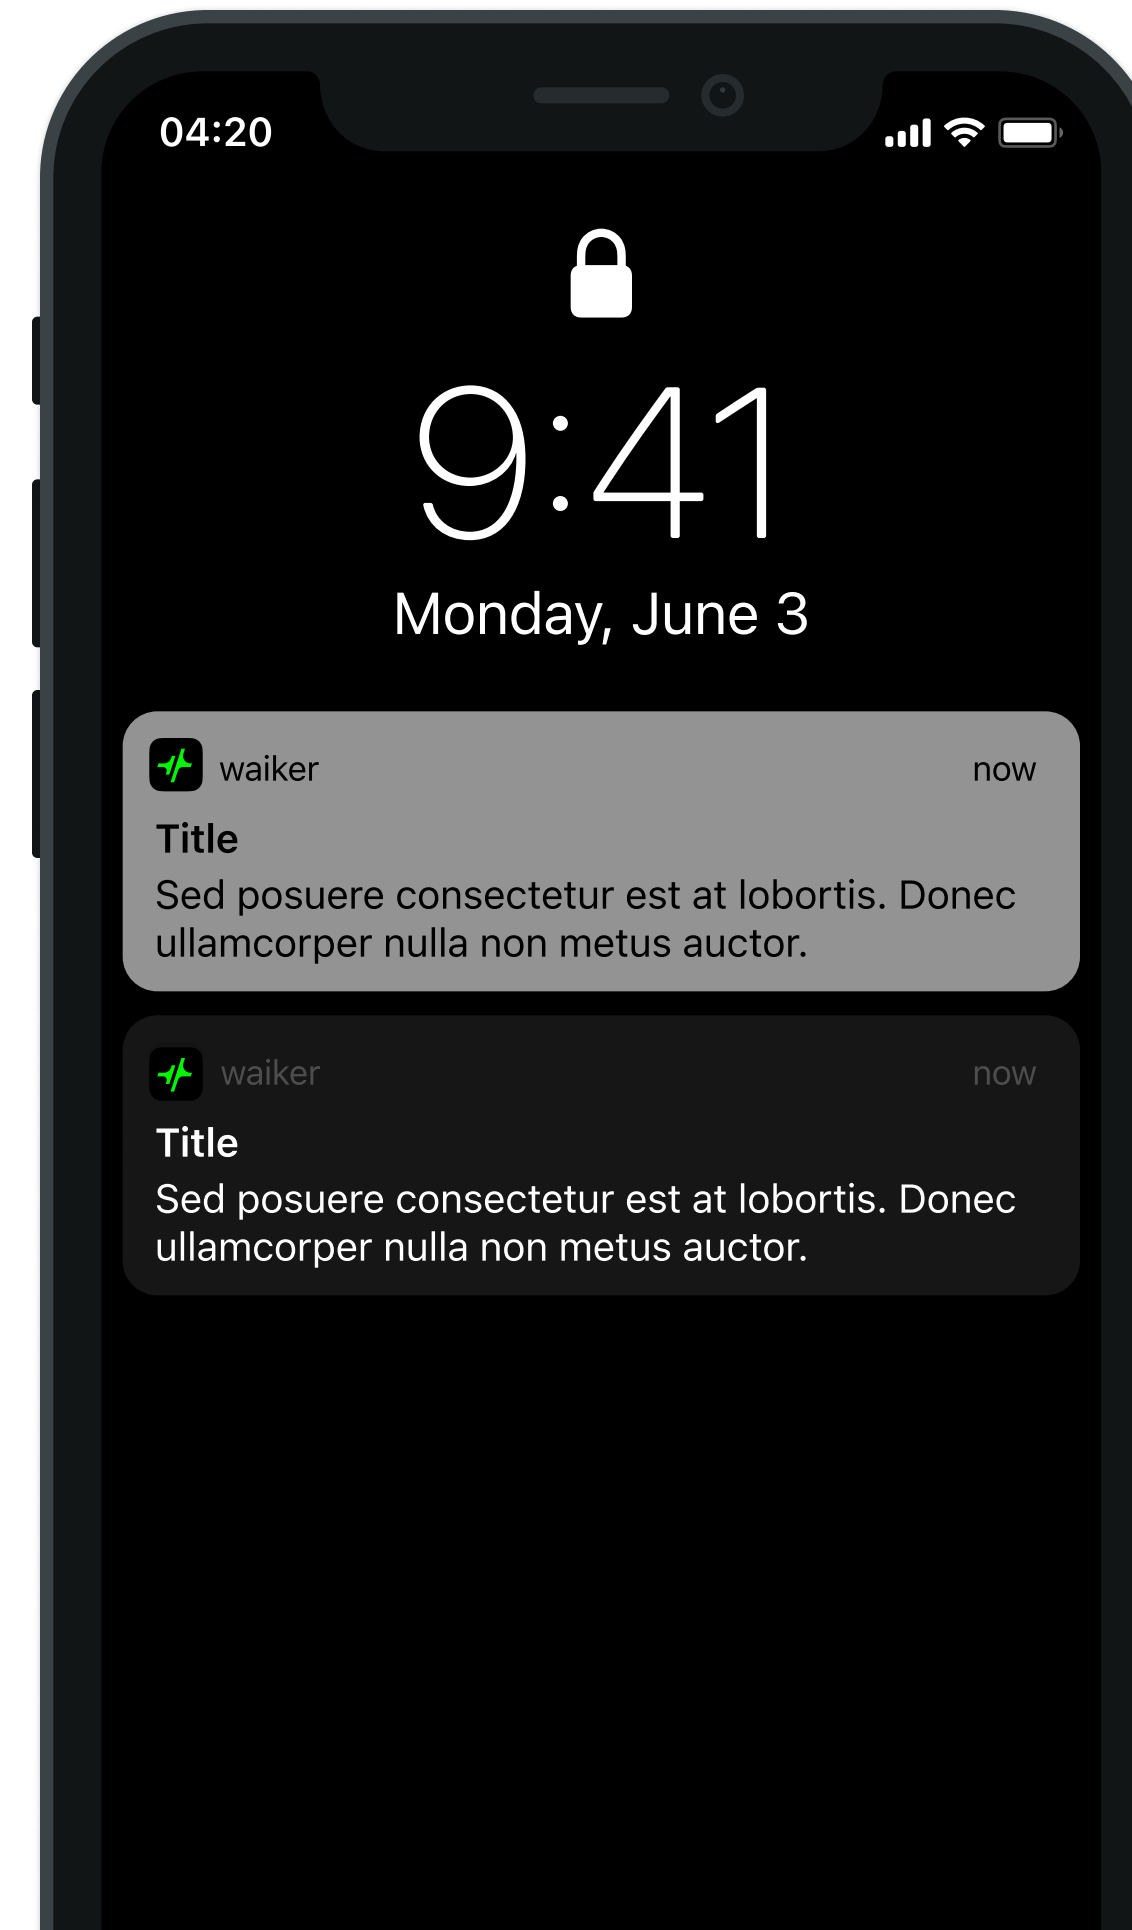 04:20
9:41
Monday, June 3
waiker now
Title
Sed posuere consectetur est at lobortis. Donec
ullamcorper nulla non metus auctor.
waiker now
Title
Sed posuere consectetur est at lobortis. Donec
ullamcorper nulla non metus auctor.